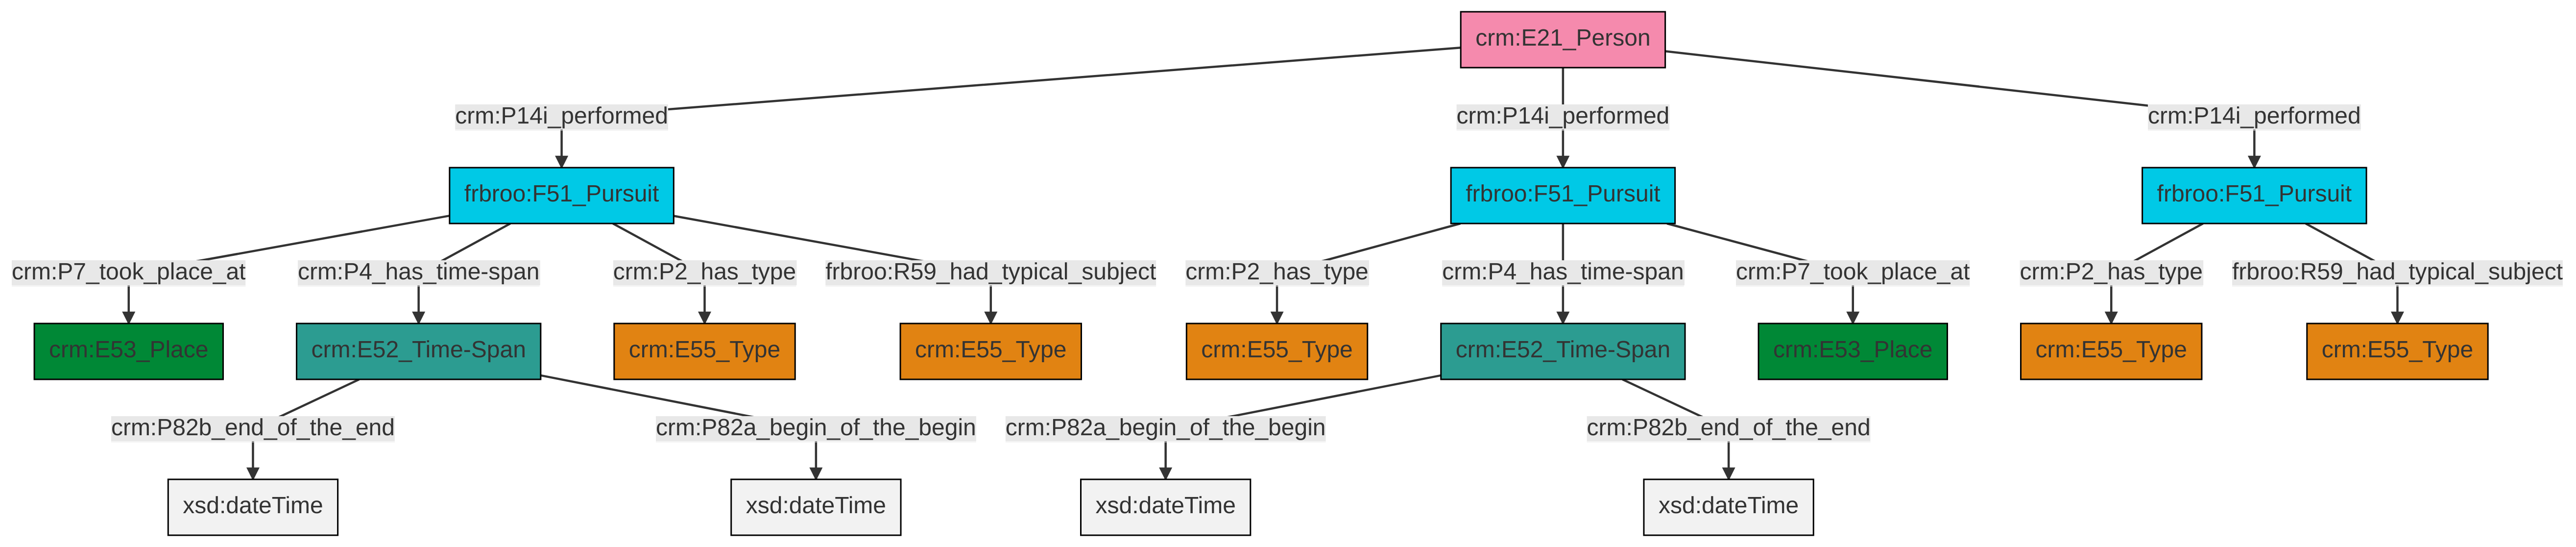 crm:E21_Person
crm:P14i_performed
crm:P14i_performed
crm:P14i_performed
frbroo:F51_Pursuit
frbroo:F51_Pursuit
frbroo:F51_Pursuit
crm:P7_took_place_at
crm:P4_has_time-span
crm:P2_has_type
frbroo:R59_had_typical_subject
crm:P2_has_type
crm:P4_has_time-span
crm:P7_took_place_at
crm:P2_has_type
frbroo:R59_had_typical_subject
crm:E53_Place
crm:E52_Time-Span
crm:E55_Type
crm:E55_Type
crm:E55_Type
crm:E52_Time-Span
crm:E53_Place
crm:E55_Type
crm:E55_Type
crm:P82b_end_of_the_end
crm:P82a_begin_of_the_begin
crm:P82a_begin_of_the_begin
crm:P82b_end_of_the_end
xsd:dateTime
xsd:dateTime
xsd:dateTime
xsd:dateTime